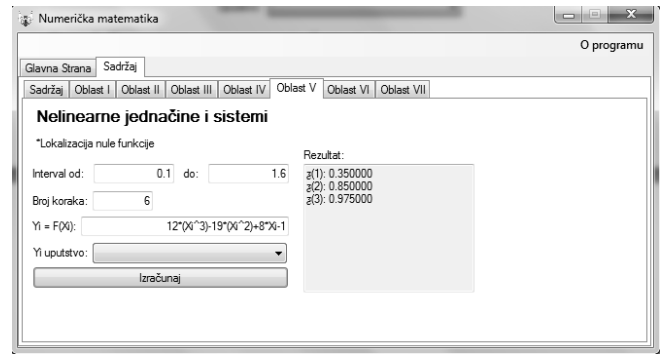 Numerička matematika
O programu
Glavna Strana Sadržaj
Sadržaj Oblast I Oblast II Oblast III Oblast IV Oblast V Oblast VI Oblast VII
Nelinearne jednačine i sistemi
*Lokalizacija nule funkcije
Interval od: 0.1 do: 1.6
Broj koraka: 6
Yi = F(Xi): 12*(Xi^3)-19*(Xi^2)+8*Xi-1
Yi uputstvo:
Izračunaj
Rezultat:
z(1): 0.350000
z(2): 0.850000
z(3): 0.975000